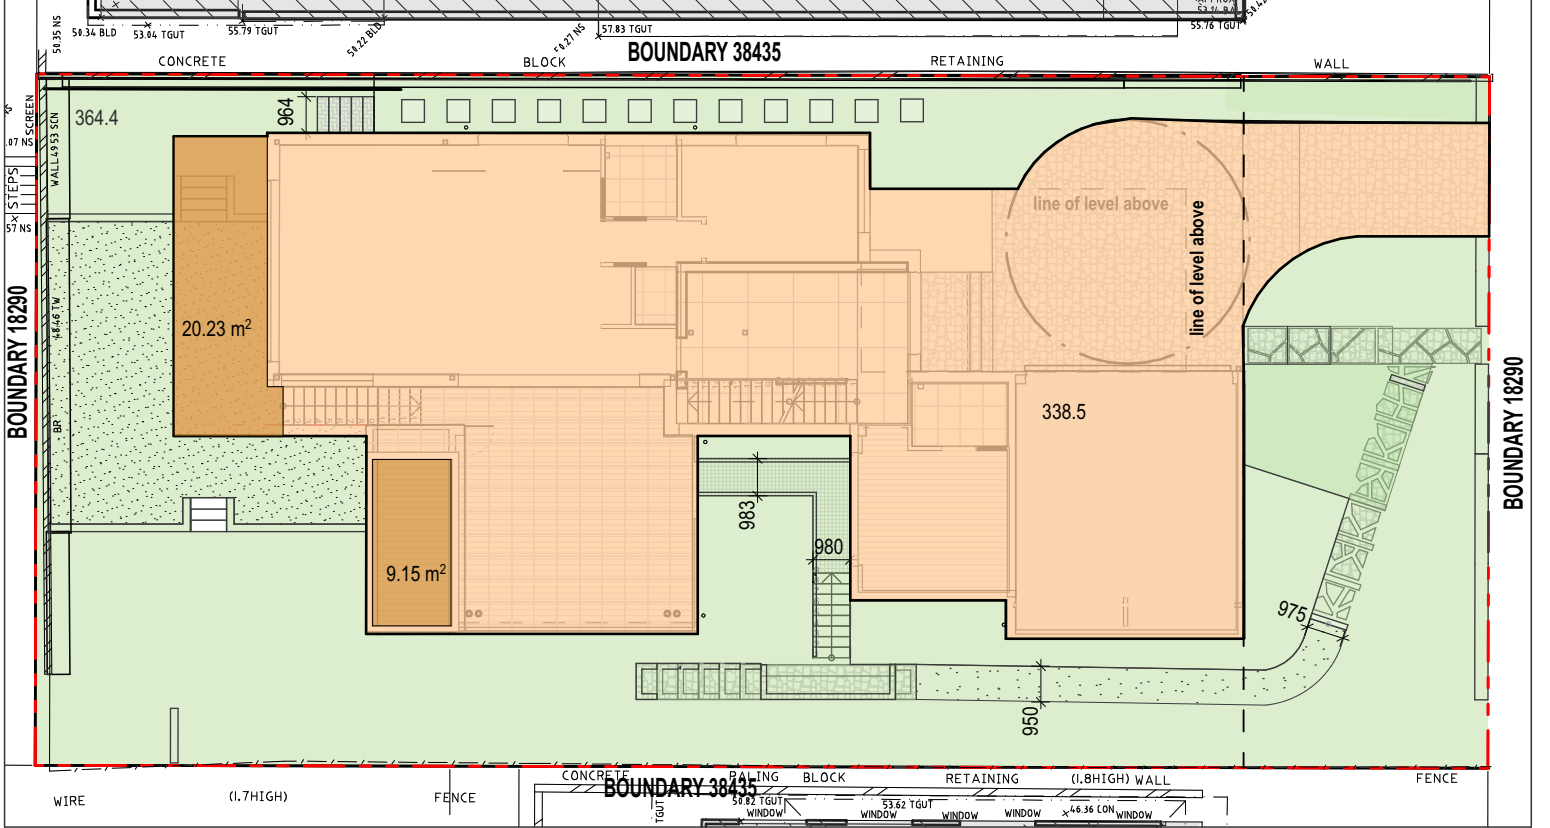 50.34 BLD
53.04 TGUT
55.79 TGUT
50.22 BLD
50.27 NS
57.83 TGUT
55.76 TGUT
50.35 NS
BOUNDARY 38435
CONCRETE
BLOCK
RETAINING
WALL
SCREEN
364.4
964
WALL 49.53 SCN
.07 NS
STEPS
57 NS
line of level above
line of level above
20.23 m²
48.46 TW
BOUNDARY 18290
BR
338.5
BOUNDARY 18290
983
980
9.15 m²
975
950
CONCRETE
PALING
BLOCK
RETAINING
(1.8HIGH)
WALL
FENCE
BOUNDARY 38435
WIRE
(1.7HIGH)
FENCE
TGUT
50.82 TGUT
53.62 TGUT
46.36 CON
WINDOW
WINDOW
WINDOW
WINDOW
WINDOW